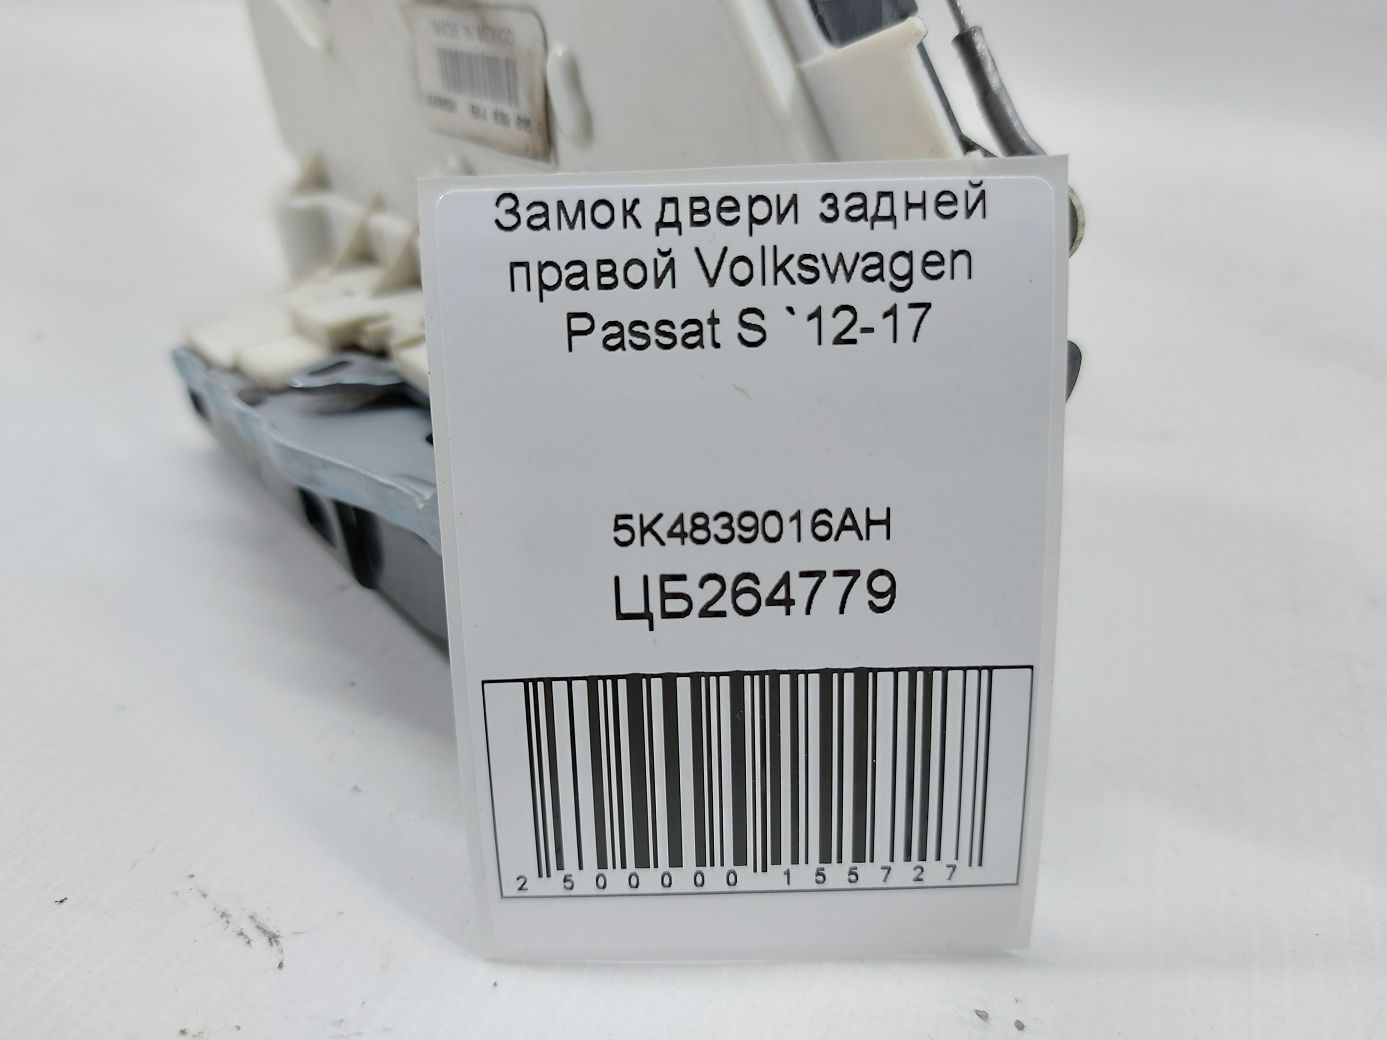 Замок двери задней
правой Volkswagen
Passat S `12-17
5K4839016AH
ЦБ264779
2 500000 155727